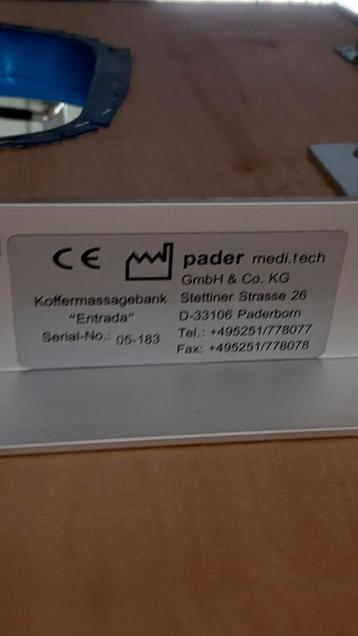 CE pader medi.tech
GmbH & Co. KG
Koffermassagebank Stettiner Strasse 26
"Entrada" D-33106 Paderborn
Serial-No.: 05-183 Tel.: +495251/778077
Fax: +495251/778078